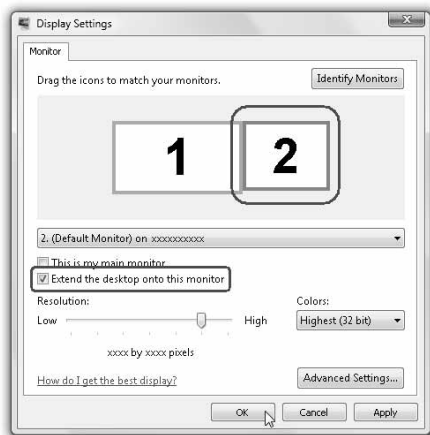 Display Settings
Monitor
Drag the icons to match your monitors.
Identify Monitors
1 2
2. (Default Monitor) on xxxxxxxxxx
This is my main monitor
Extend the desktop onto this monitor
Resolution:
Colors:
Low High
Highest (32 bit)
xxxx by xxxx pixels
How do I get the best display?
Advanced Settings...
OK Cancel Apply